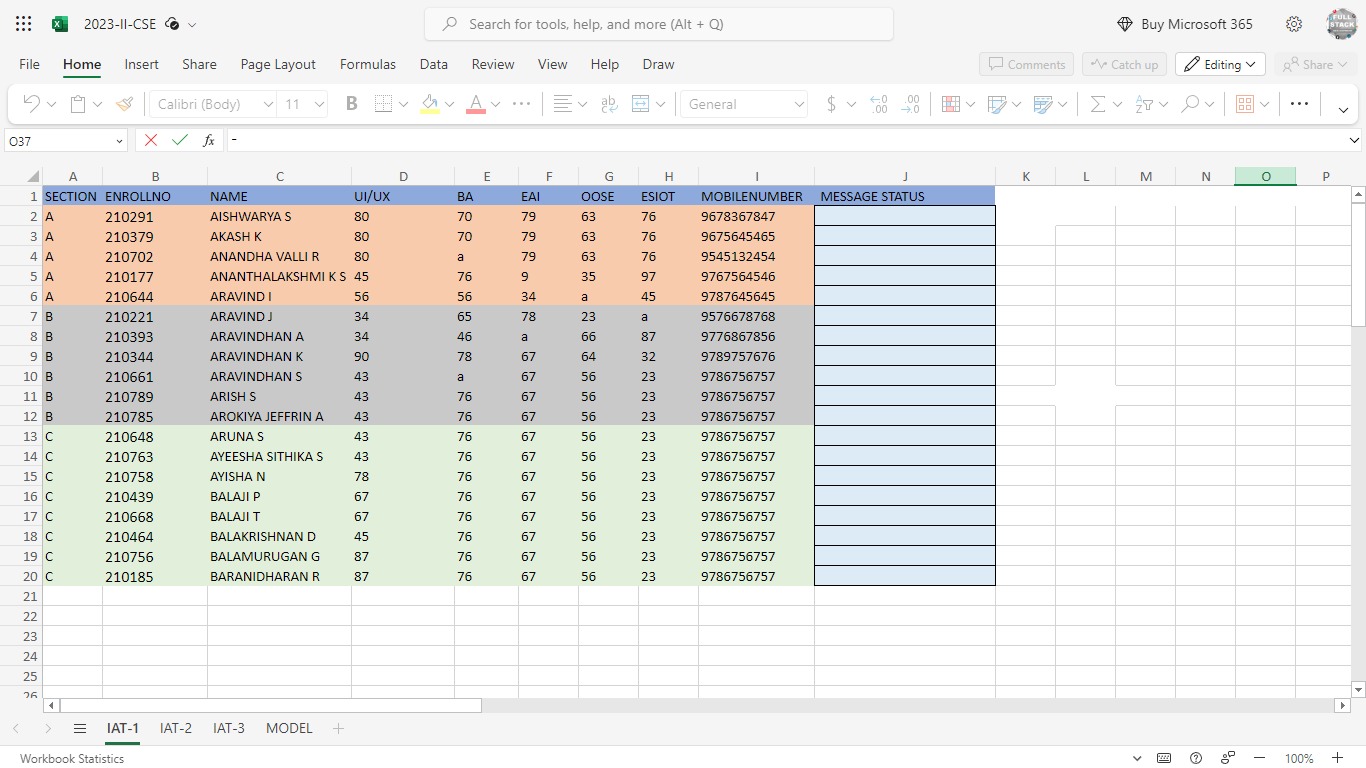 2023-II-CSE
Search for tools, help, and more (Alt + Q)
Buy Microsoft 365
FULL STACK
File Home Insert Share Page Layout Formulas Data Review View Help Draw
Comments Catch up Editing Share
Calibri (Body) 11 B A ab General $ .00 .00
O37 fx -
A B C D E F G H I J K L M N O P
1 SECTION ENROLLNO NAME UI/UX BA EAI OOSE ESIOT MOBILENUMBER MESSAGE STATUS
2 A 210291 AISHWARYA S 80 70 79 63 76 9678367847
3 A 210379 AKASH K 80 70 79 63 76 9675645465
4 A 210702 ANANDHA VALLI R 80 a 79 63 76 9545132454
5 A 210177 ANANTHALAKSHMI K S 45 76 9 35 97 9767564546
6 A 210644 ARAVIND I 56 56 34 a 45 9787645645
7 B 210221 ARAVIND J 34 65 78 23 a 9576678768
8 B 210393 ARAVINDHAN A 34 46 a 66 87 9776867856
9 B 210344 ARAVINDHAN K 90 78 67 64 32 9789757676
10 B 210661 ARAVINDHAN S 43 a 67 56 23 9786756757
11 B 210789 ARISH S 43 76 67 56 23 9786756757
12 B 210785 AROKIYA JEFFRIN A 43 76 67 56 23 9786756757
13 C 210648 ARUNA S 43 76 67 56 23 9786756757
14 C 210763 AYEESHA SITHIKA S 43 76 67 56 23 9786756757
15 C 210758 AYISHA N 78 76 67 56 23 9786756757
16 C 210439 BALAJI P 67 76 67 56 23 9786756757
17 C 210668 BALAJI T 67 76 67 56 23 9786756757
18 C 210464 BALAKRISHNAN D 45 76 67 56 23 9786756757
19 C 210756 BALAMURUGAN G 87 76 67 56 23 9786756757
20 C 210185 BARANIDHARAN R 87 76 67 56 23 9786756757
21
22
23
24
25
26
IAT-1 IAT-2 IAT-3 MODEL
Workbook Statistics 100%